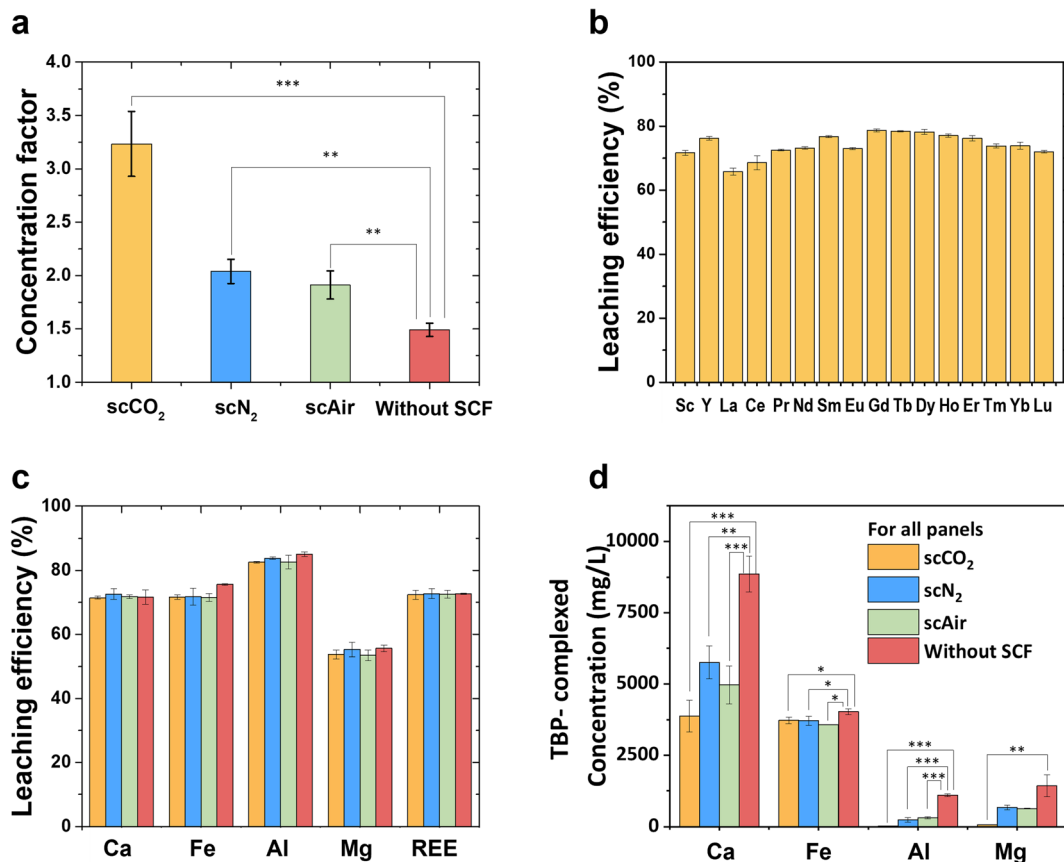 a
Concentration factor
4.0
3.5
3.0
2.5
2.0
1.5
1.0
***
**
**
scCO₂ scN₂ scAir Without SCF
b
Leaching efficiency (%)
100
80
60
40
20
0
Sc Y La Ce Pr Nd Sm Eu Gd Tb Dy Ho Er Tm Yb Lu
c
Leaching efficiency (%)
100
80
60
40
20
0
Ca Fe Al Mg REE
d
TBP- complexed
Concentration (mg/L)
10000
7500
5000
2500
0
***
**
***
*
*
*
***
***
***
**
For all panels
scCO₂
scN₂
scAir
Without SCF
Ca Fe Al Mg